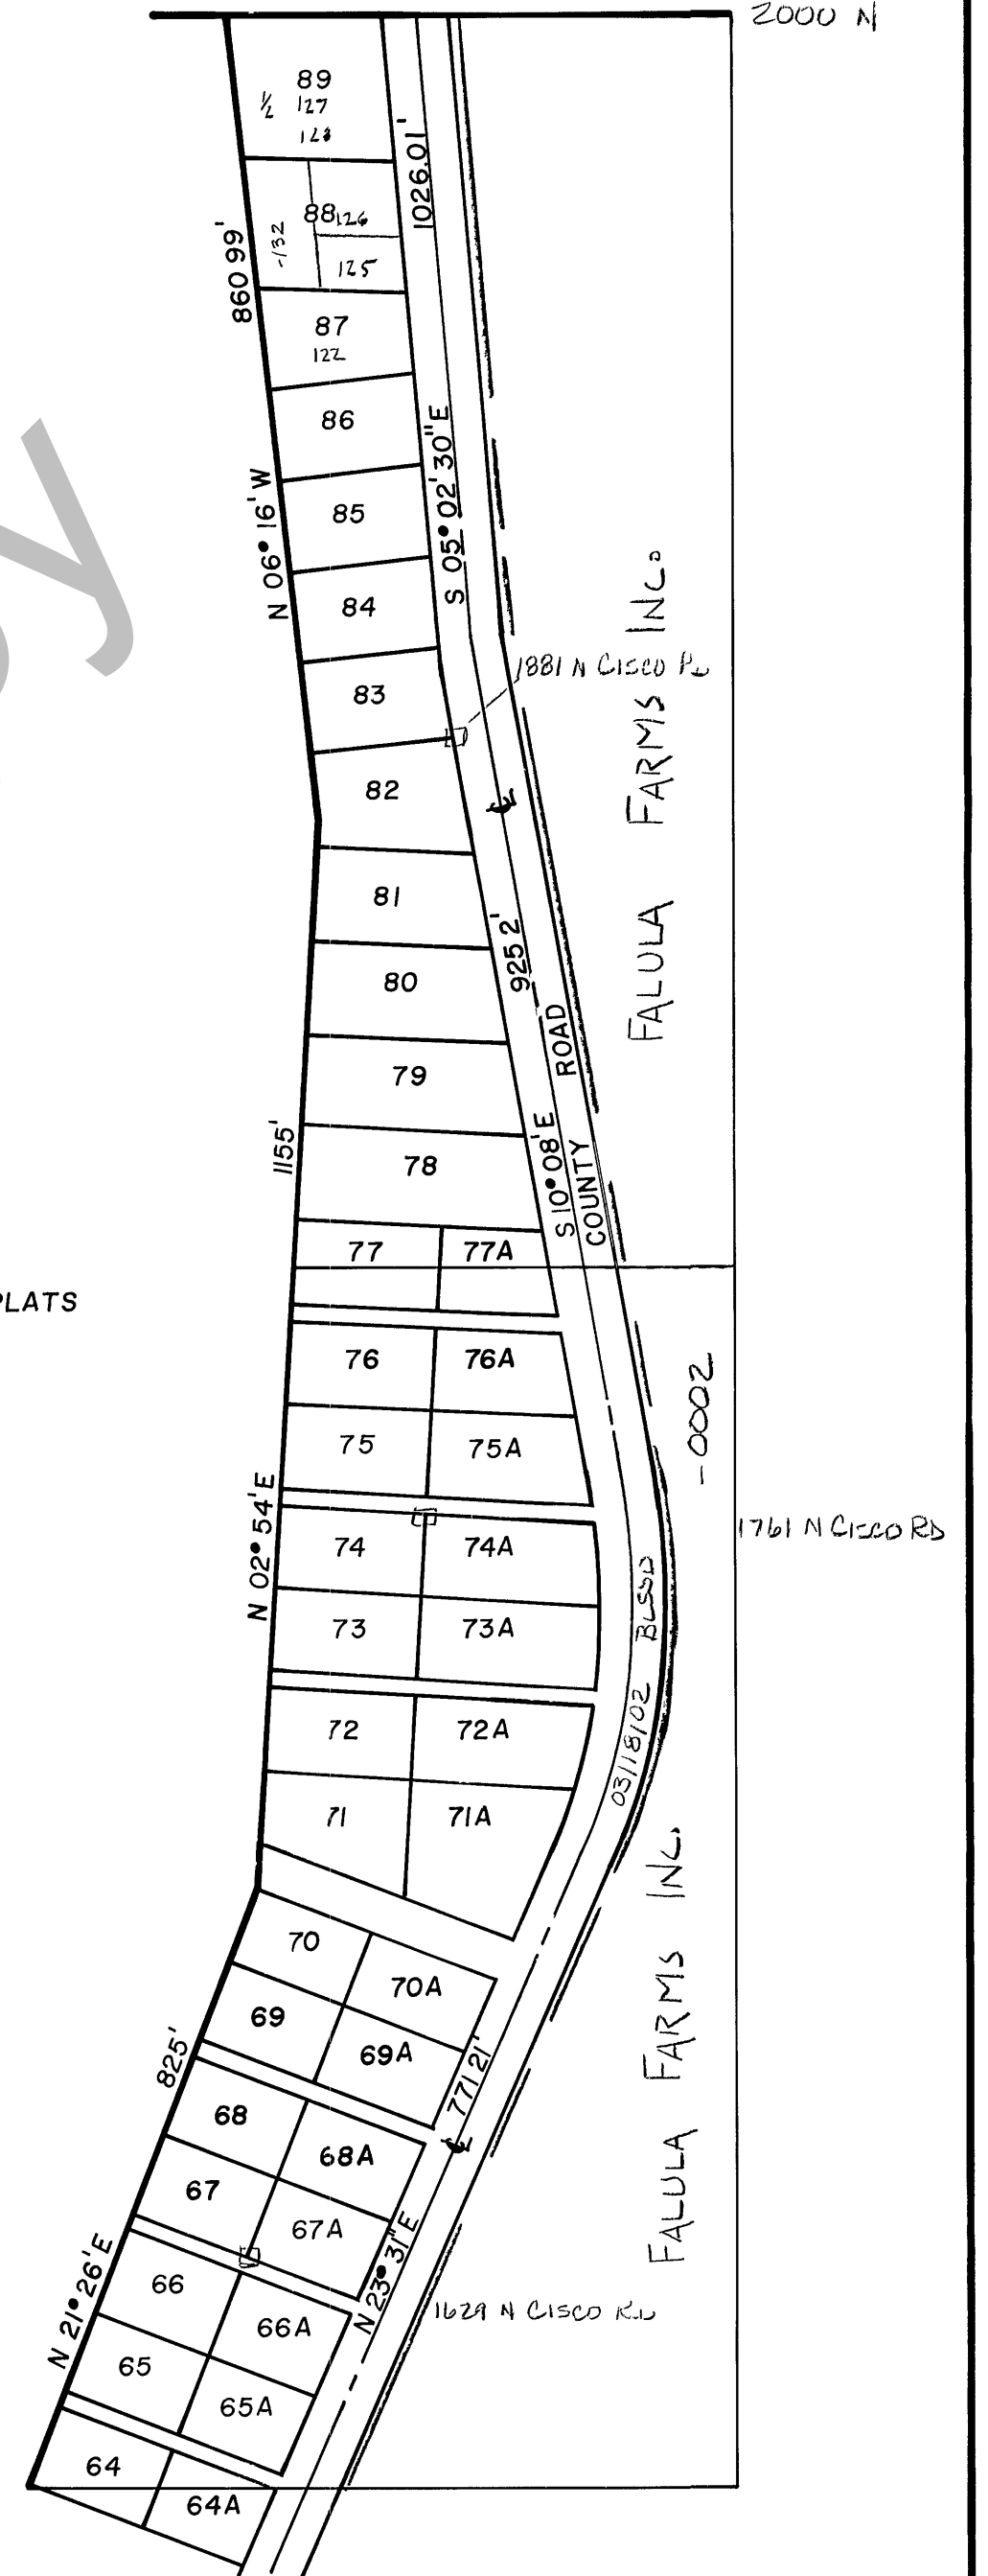 2000 N
89
½ 127
128
1026.01'
88 126
-132
125
860 99'
87
122
86
S 05° 02' 30" E
N 06° 16' W
85
84
FALULA FARMS INC.
1881 N CISCO RD
83
82
81
925 2'
80
COUNTY ROAD
79
S 10° 08' E
1155'
78
77 77A
PLATS
76 76A
-0002
75 75A
N 02° 54' E
1761 N CISCO RD
74 74A
73 73A
03/18/02 BLSSD
72 72A
71 71A
FALULA FARMS INC.
70
70A
69
69A
825'
771 21'
68
68A
67
67A
N 23° 31" E
N 21° 26' E
66
1629 N CISCO RD
66A
65
65A
64
64A